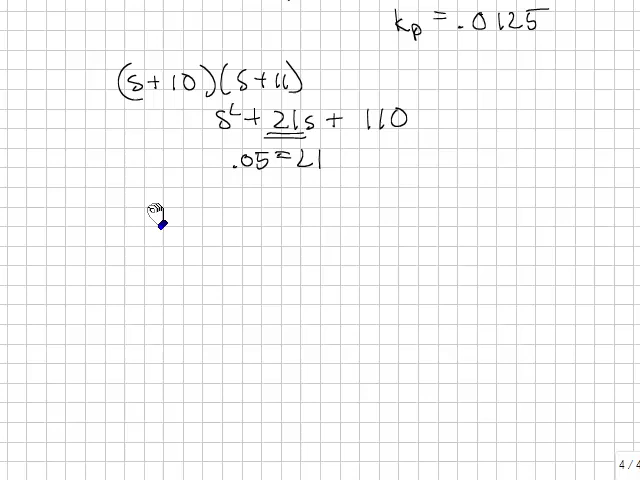 kp = .0125
(s+10)(s+11)
s² + 21s + 110
.05 = 21
4/4